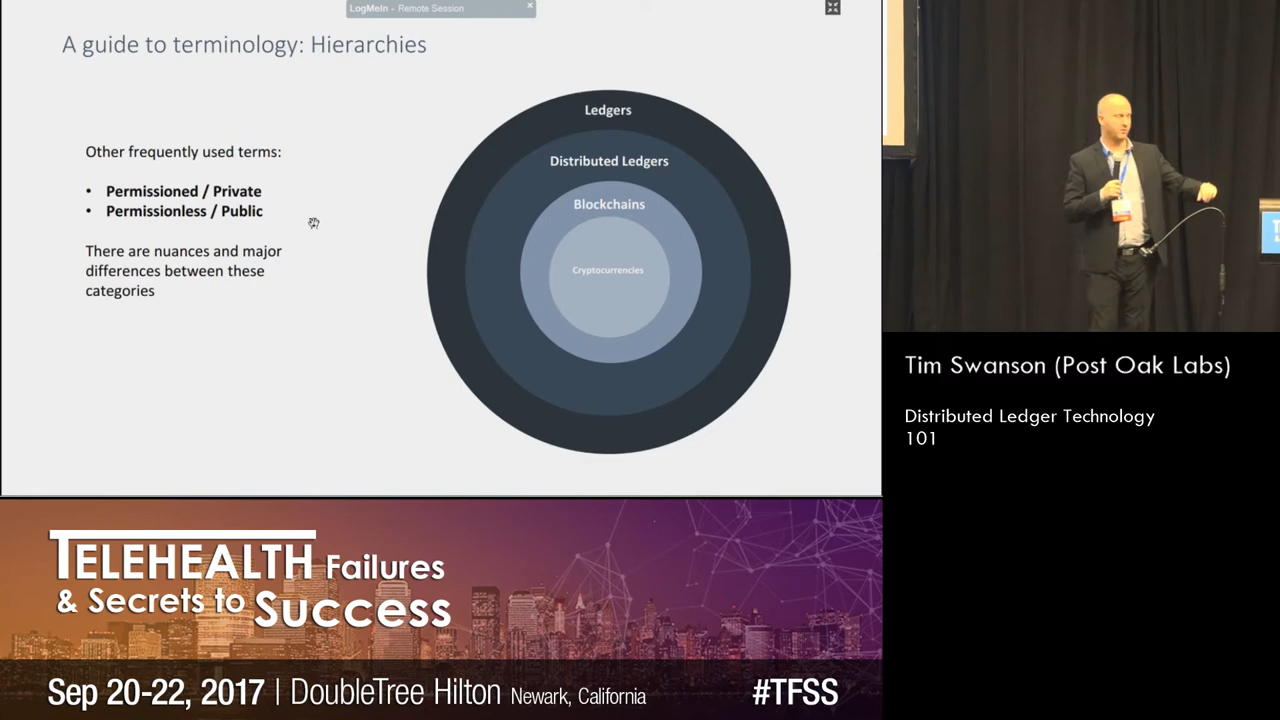 LogMeIn - Remote Session
A guide to terminology: Hierarchies
Other frequently used terms:
• Permissioned / Private
• Permissionless / Public
There are nuances and major
differences between these
categories
Ledgers
Distributed Ledgers
Blockchains
Cryptocurrencies
Tim Swanson (Post Oak Labs)
Distributed Ledger Technology
101
TELEHEALTH Failures
& Secrets to Success
Sep 20-22, 2017 | DoubleTree Hilton Newark, California
#TFSS